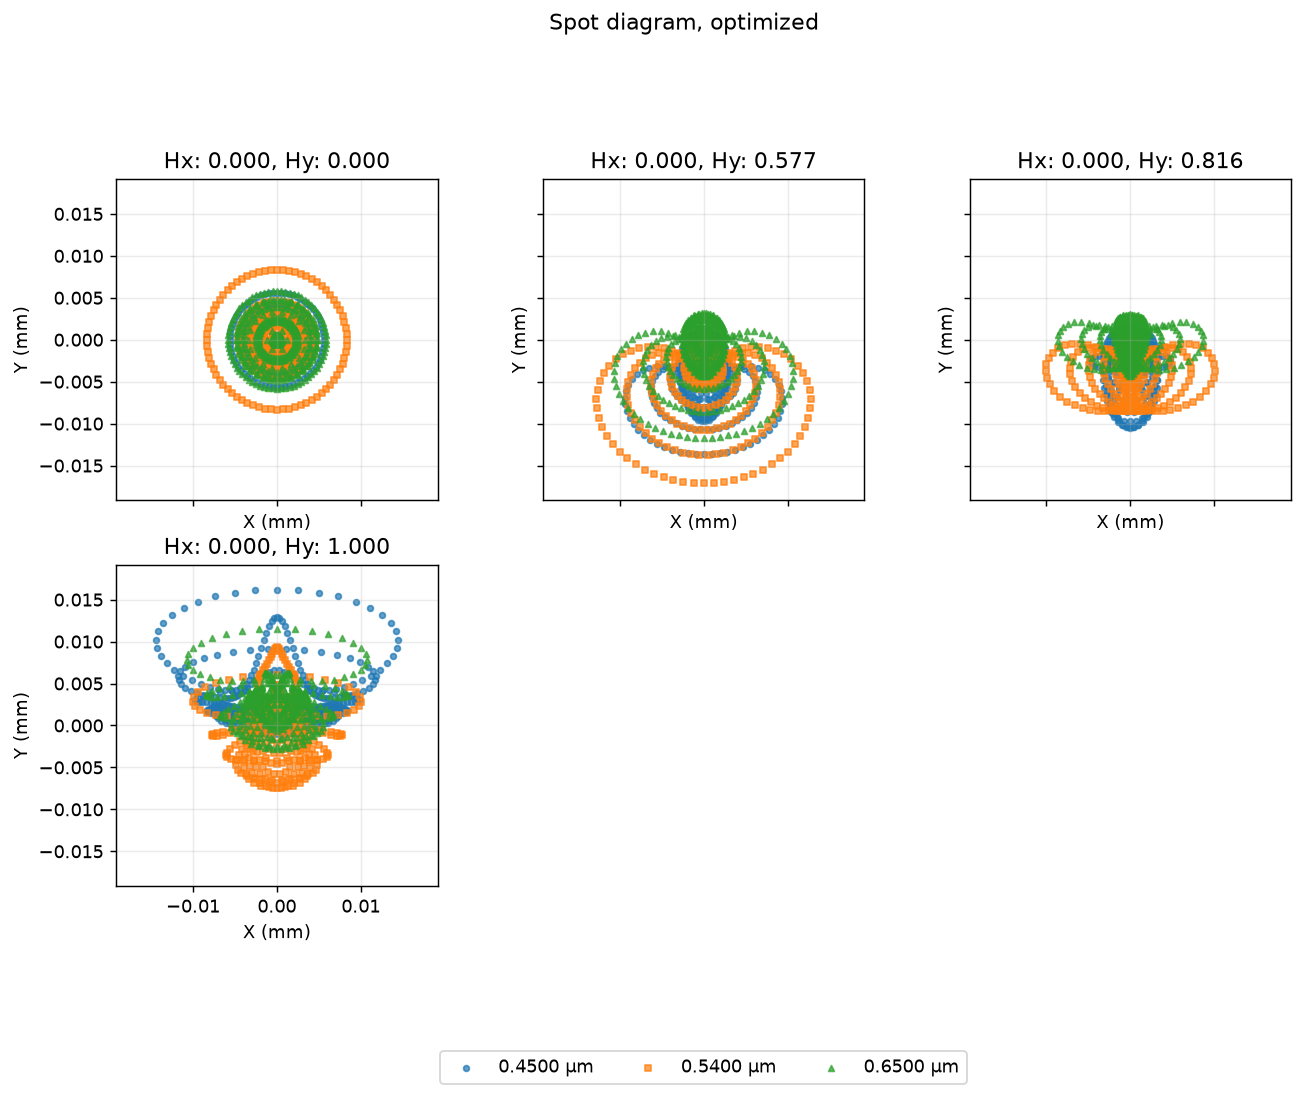 Spot diagram, optimized
Hx: 0.000, Hy: 0.000
Hx: 0.000, Hy: 0.577
Hx: 0.000, Hy: 0.816
0.015
0.010
0.005
0.000
−0.005
−0.010
−0.015
Y (mm)
Y (mm)
Y (mm)
X (mm)
X (mm)
X (mm)
Hx: 0.000, Hy: 1.000
0.015
0.010
0.005
0.000
−0.005
−0.010
−0.015
Y (mm)
−0.01 0.00 0.01
X (mm)
0.4500 μm 0.5400 μm 0.6500 μm